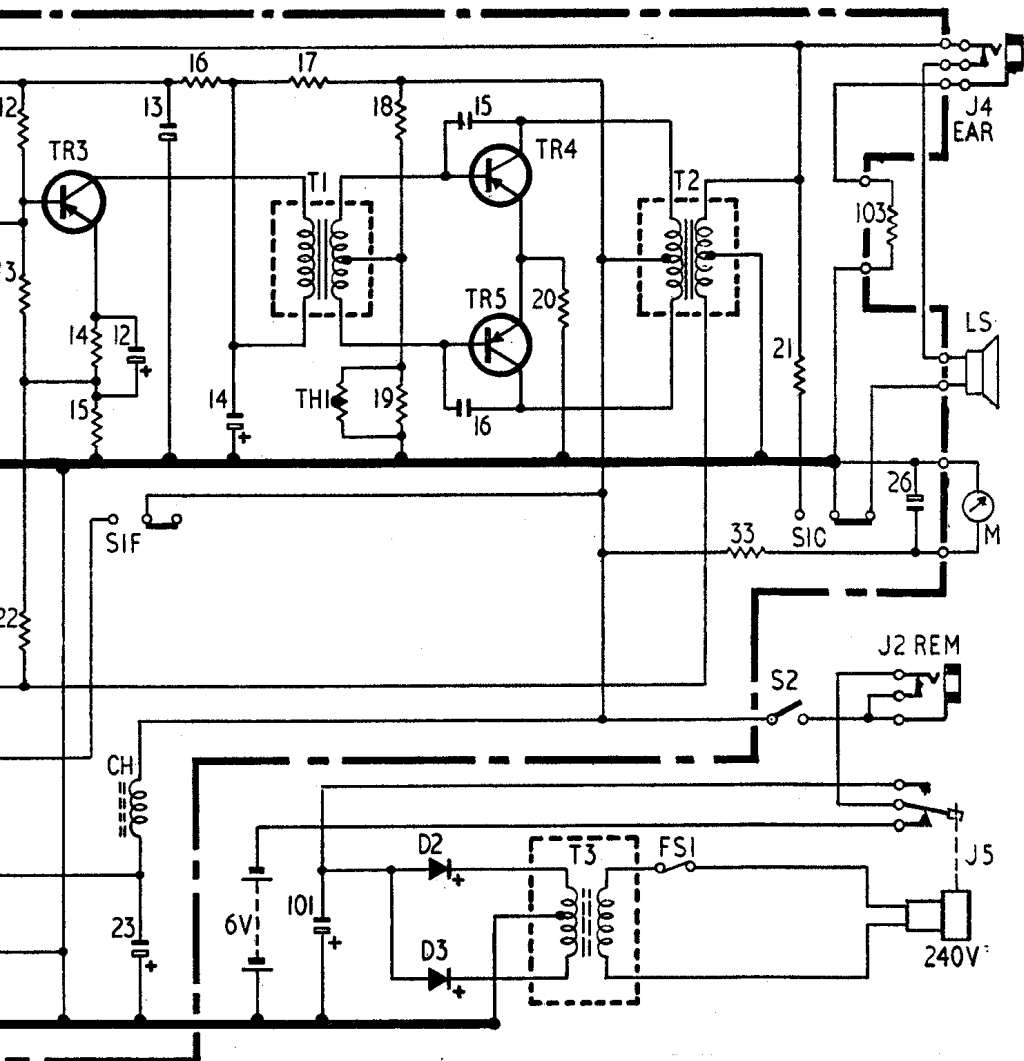 16
17
12
13
18
15
J4
EAR
TR3
TR4
T1
T2
103
3
TR5
20
LS
14
12
21
15
14
TH1
19
16
26
S1F
S1C
33
M
22
J2 REM
S2
CH
D2
T3
FS1
J5
23
6V
101
D3
240V
+
+
+
+
+
+